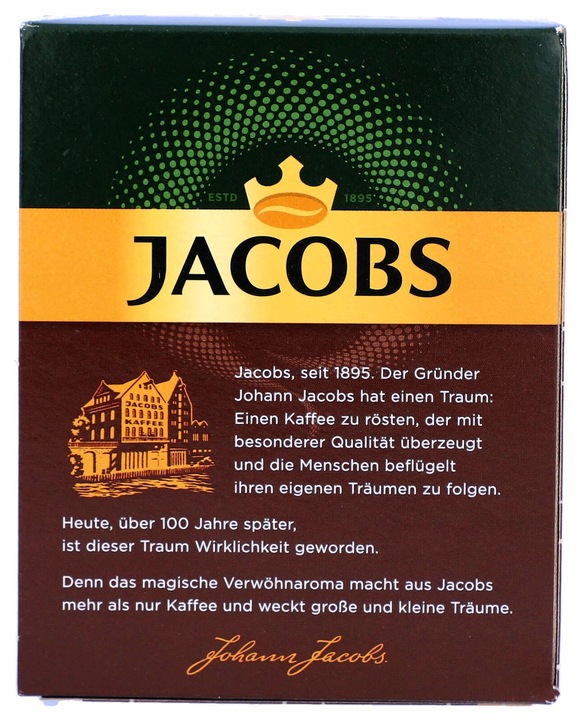 ESTD 1895
JACOBS
JACOBS
KAFFEE
Jacobs, seit 1895. Der Gründer
Johann Jacobs hat einen Traum:
Einen Kaffee zu rösten, der mit
besonderer Qualität überzeugt
und die Menschen beflügelt
ihren eigenen Träumen zu folgen.
Heute, über 100 Jahre später,
ist dieser Traum Wirklichkeit geworden.
Denn das magische Verwöhnaroma macht aus Jacobs
mehr als nur Kaffee und weckt große und kleine Träume.
Johann Jacobs.